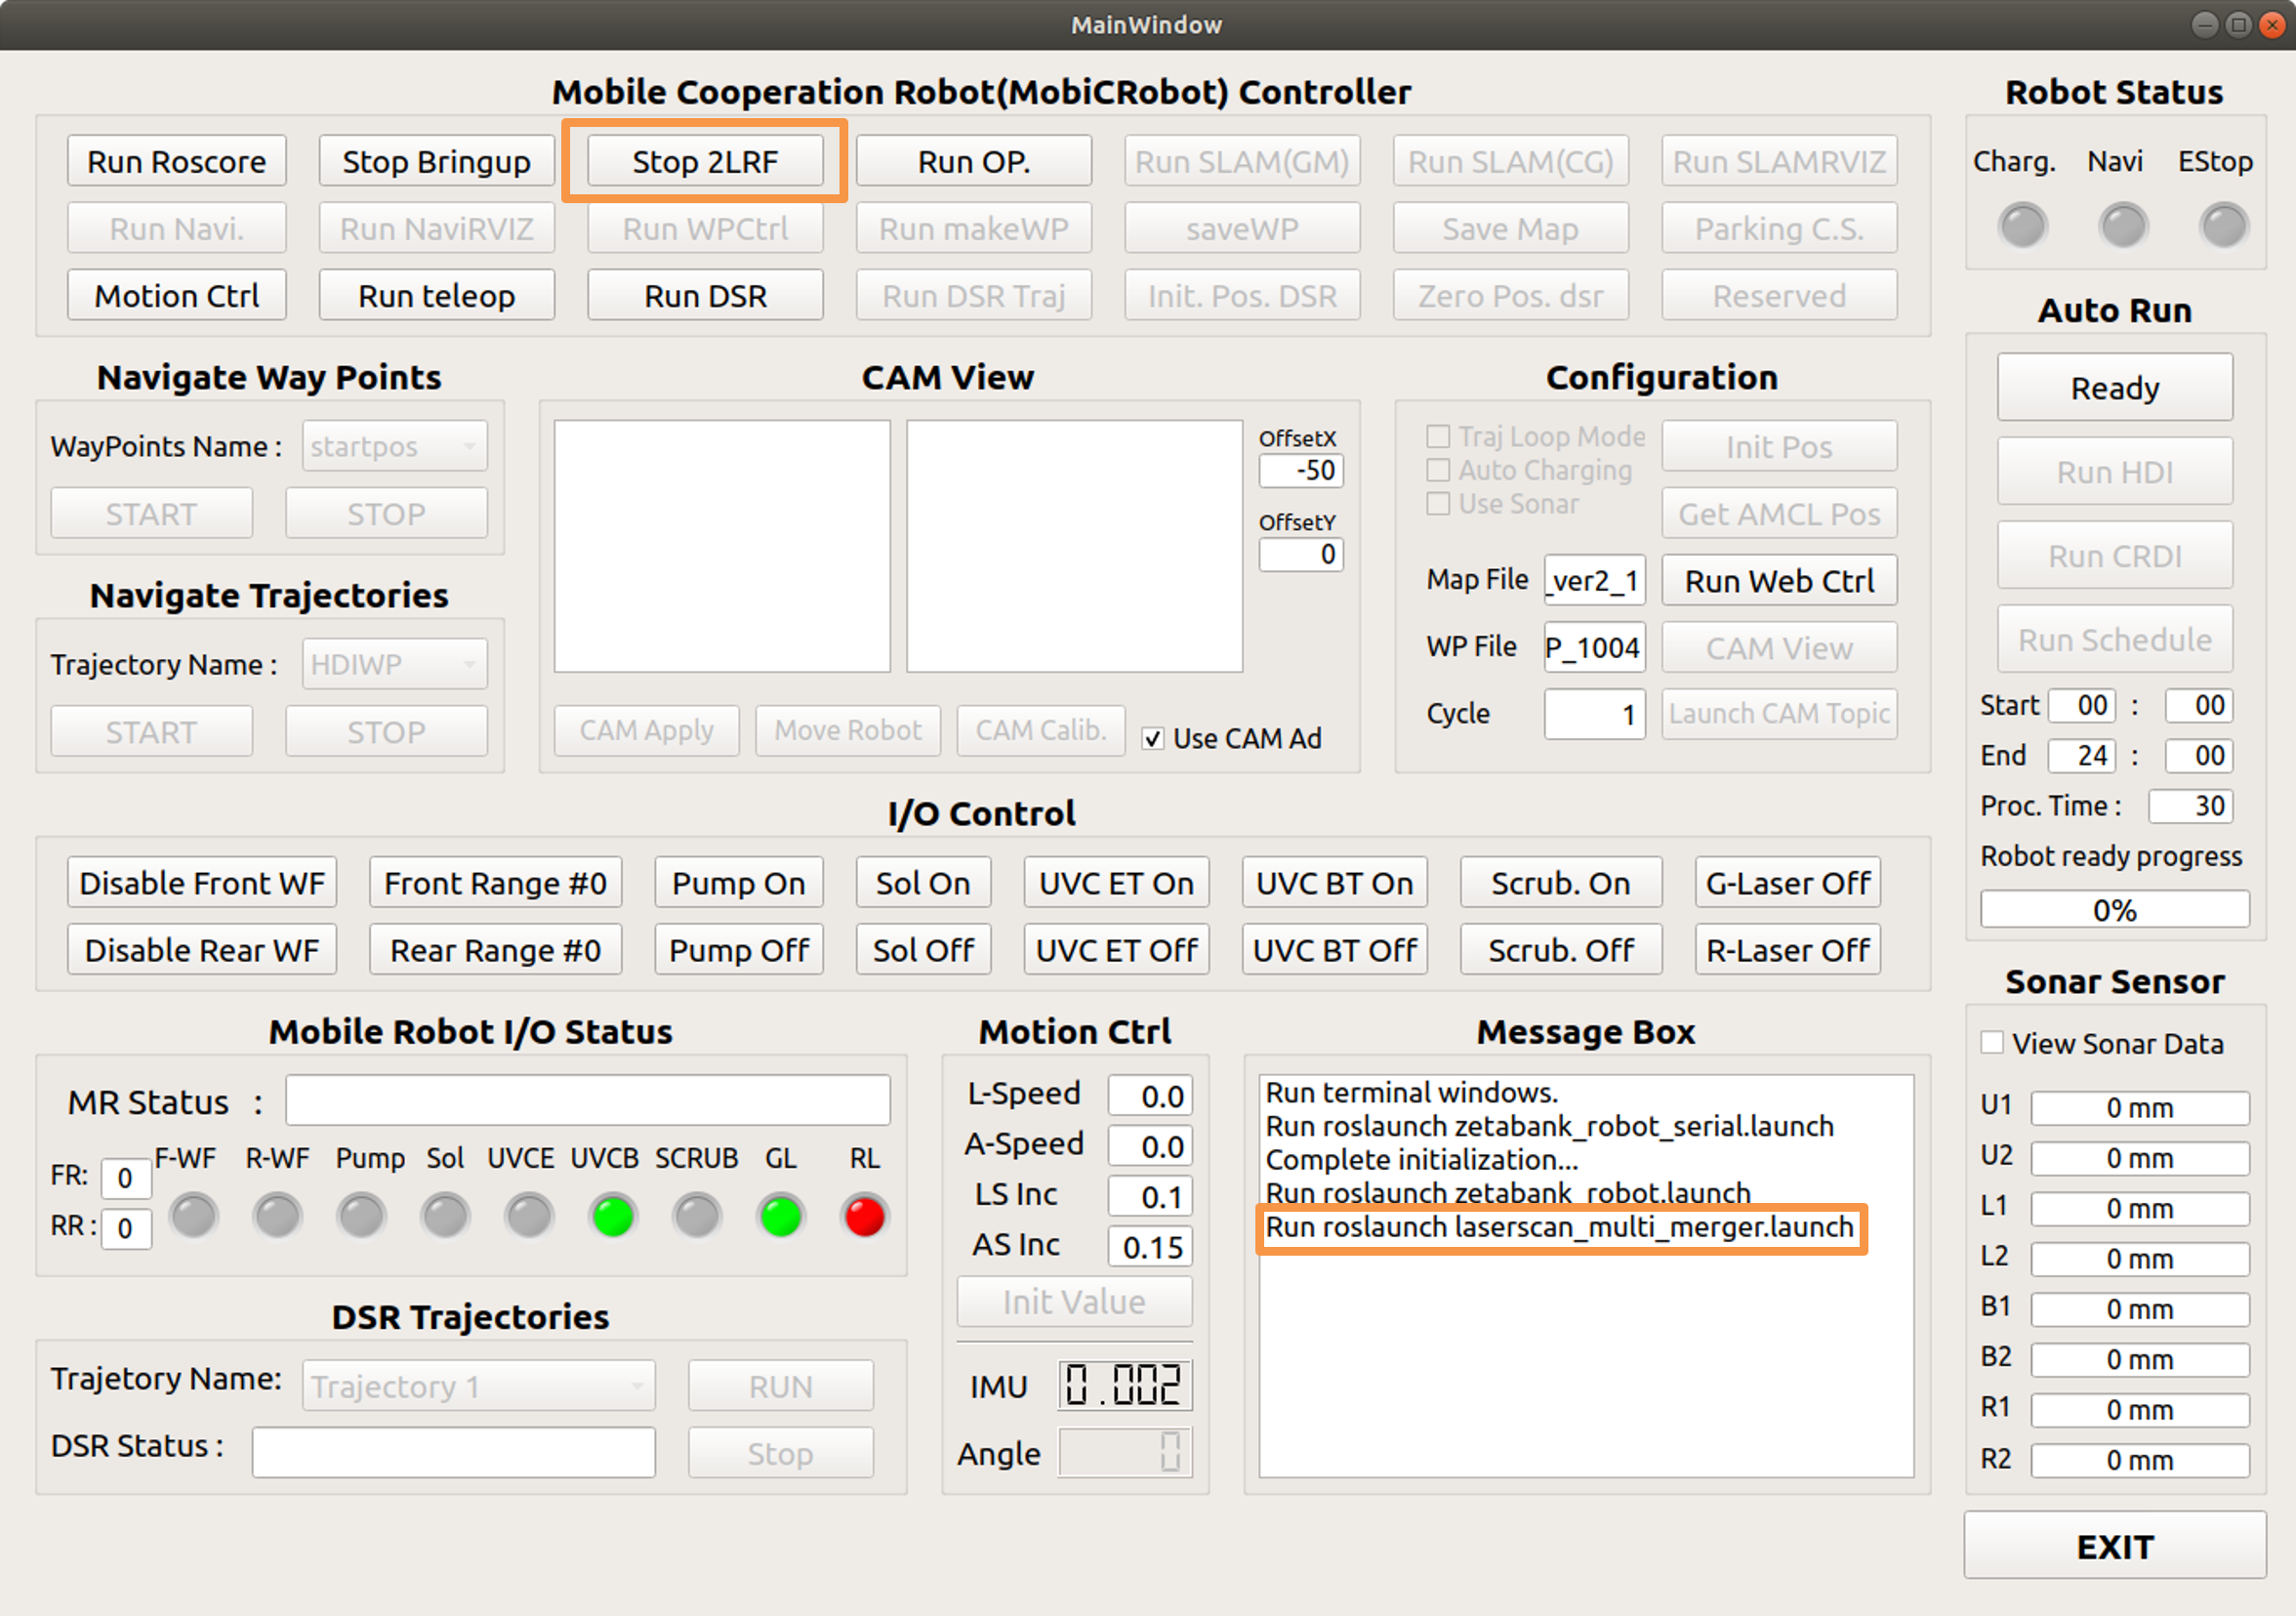 MainWindow
Mobile Cooperation Robot(MobiCRobot) Controller
Run Roscore Stop Bringup Stop 2LRF Run OP. Run SLAM(GM) Run SLAM(CG) Run SLAMRVIZ
Run Navi. Run NaviRVIZ Run WPCtrl Run makeWP saveWP Save Map Parking C.S.
Motion Ctrl Run teleop Run DSR Run DSR Traj Init. Pos. DSR Zero Pos. dsr Reserved
Robot Status
Charg. Navi EStop
Navigate Way Points
WayPoints Name : startpos
START STOP
Navigate Trajectories
Trajectory Name : HDIWP
START STOP
CAM View
OffsetX
-50
OffsetY
0
CAM Apply Move Robot CAM Calib. Use CAM Ad
Configuration
Traj Loop Mode
Auto Charging
Use Sonar
Init Pos
Get AMCL Pos
Map File _ver2_1 Run Web Ctrl
WP File P_1004 CAM View
Cycle 1 Launch CAM Topic
Auto Run
Ready
Run HDI
Run CRDI
Run Schedule
Start 00 : 00
End 24 : 00
Proc. Time : 30
Robot ready progress
0%
I/O Control
Disable Front WF Front Range #0 Pump On Sol On UVC ET On UVC BT On Scrub. On G-Laser Off
Disable Rear WF Rear Range #0 Pump Off Sol Off UVC ET Off UVC BT Off Scrub. Off R-Laser Off
Mobile Robot I/O Status
MR Status :
F-WF R-WF Pump Sol UVCE UVCB SCRUB GL RL
FR: 0
RR : 0
DSR Trajectories
Trajetory Name: Trajectory 1 RUN
DSR Status : Stop
Motion Ctrl
L-Speed 0.0
A-Speed 0.0
LS Inc 0.1
AS Inc 0.15
Init Value
IMU 0.002
Angle 0
Message Box
Run terminal windows.
Run roslaunch zetabank_robot_serial.launch
Complete initialization...
Run roslaunch zetabank_robot.launch
Run roslaunch laserscan_multi_merger.launch
Sonar Sensor
View Sonar Data
U1 0 mm
U2 0 mm
L1 0 mm
L2 0 mm
B1 0 mm
B2 0 mm
R1 0 mm
R2 0 mm
EXIT